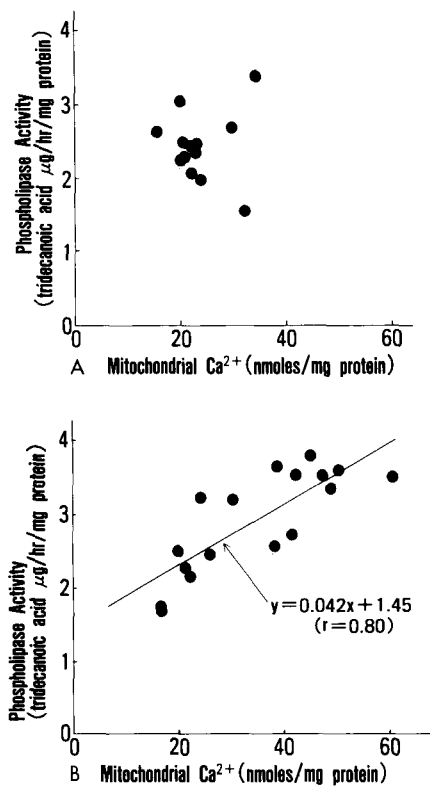 4
3
2
1
0
Phospholipase Activity
(tridecanoic acid μg/hr/mg protein)
0 20 40 60
A Mitochondrial Ca²⁺(nmoles/mg protein)
4
3
2
1
0
Phospholipase Activity
(tridecanoic acid μg/hr/mg protein)
y=0.042x+1.45
(r=0.80)
0 20 40 60
B Mitochondrial Ca²⁺(nmoles/mg protein)